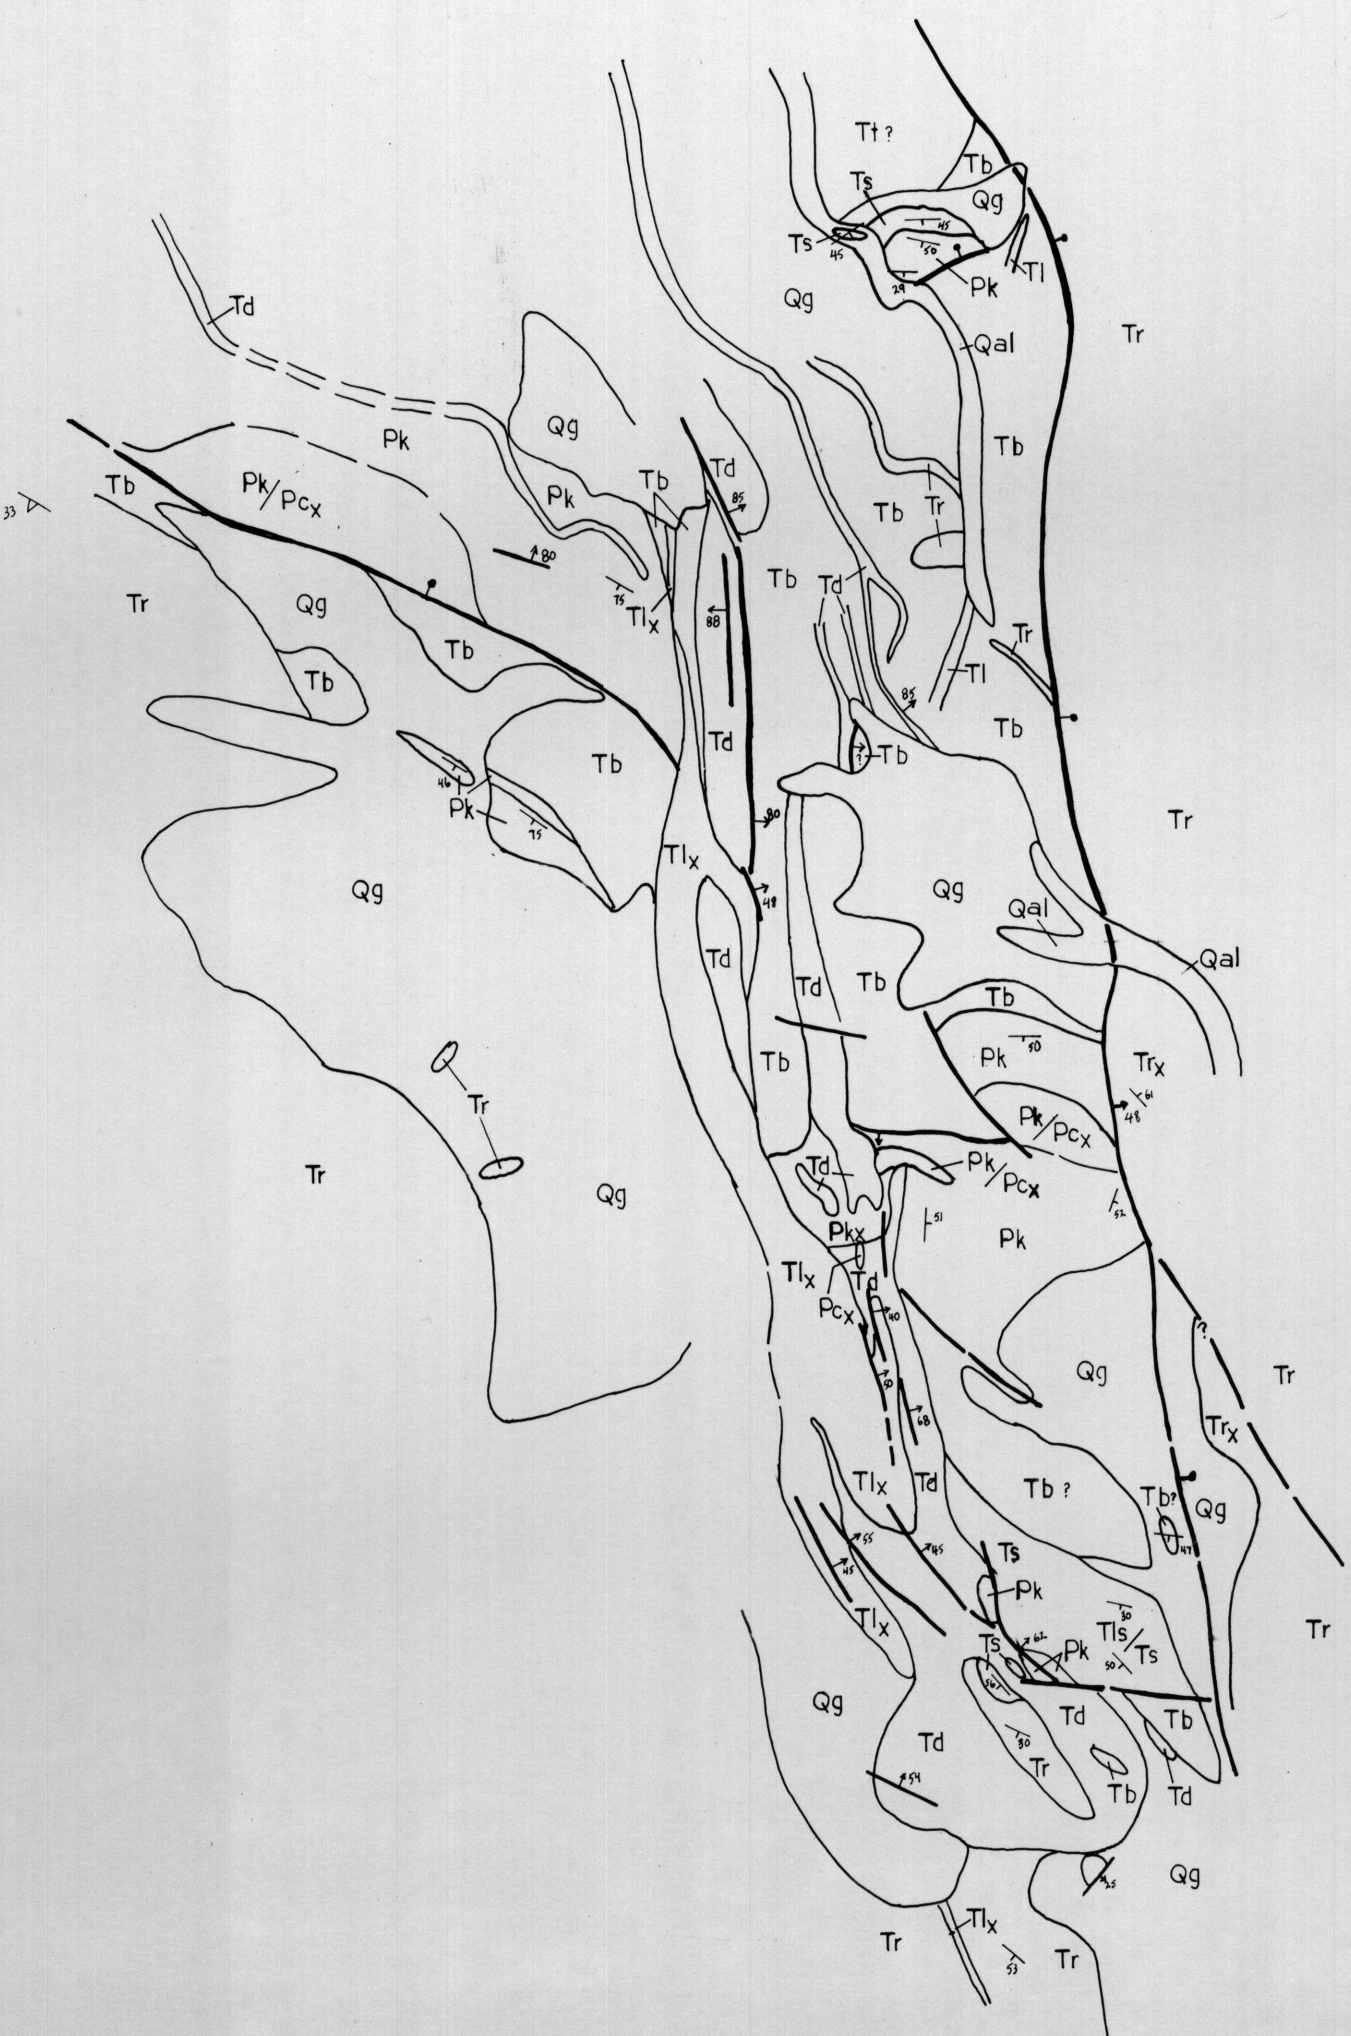 Tt ?
Tb
Ts
Qg
45
Ts
50
45
Tl
Pk
29
Qg
Td
Tr
Qal
Pk
Qg
Tb
Td
Tb
Tb
Pk/Pcx
Pk
85
Tr
33
Tb
80
Tb
Td
75
Tlx
88
Tr
Qg
Tr
Tb
Tl
Tb
85
Tb
Td
Tb
?
Tb
46
Pk
75
80
Tr
Tlx
48
Qg
Qg
Qal
Td
Qal
Td
Tb
Tb
Pk
50
Tb
Trx
61
48
Tr
Pk/Pcx
Td
Pk/Pcx
Tr
Qg
52
51
Pk
Pkx
Tlx
Td
Pcx
40
?
Qg
Tr
50
68
Trx
Tlx
Td
Tb ?
Tb?
Qg
47
55
45
Ts
45
Pk
30
Tlx
Tls/Ts
Tr
62
Ts
Pk
50
56
Qg
Td
Tb
Td
30
Tr
54
Tb
Td
Qg
25
Tlx
Tr
53
Tr